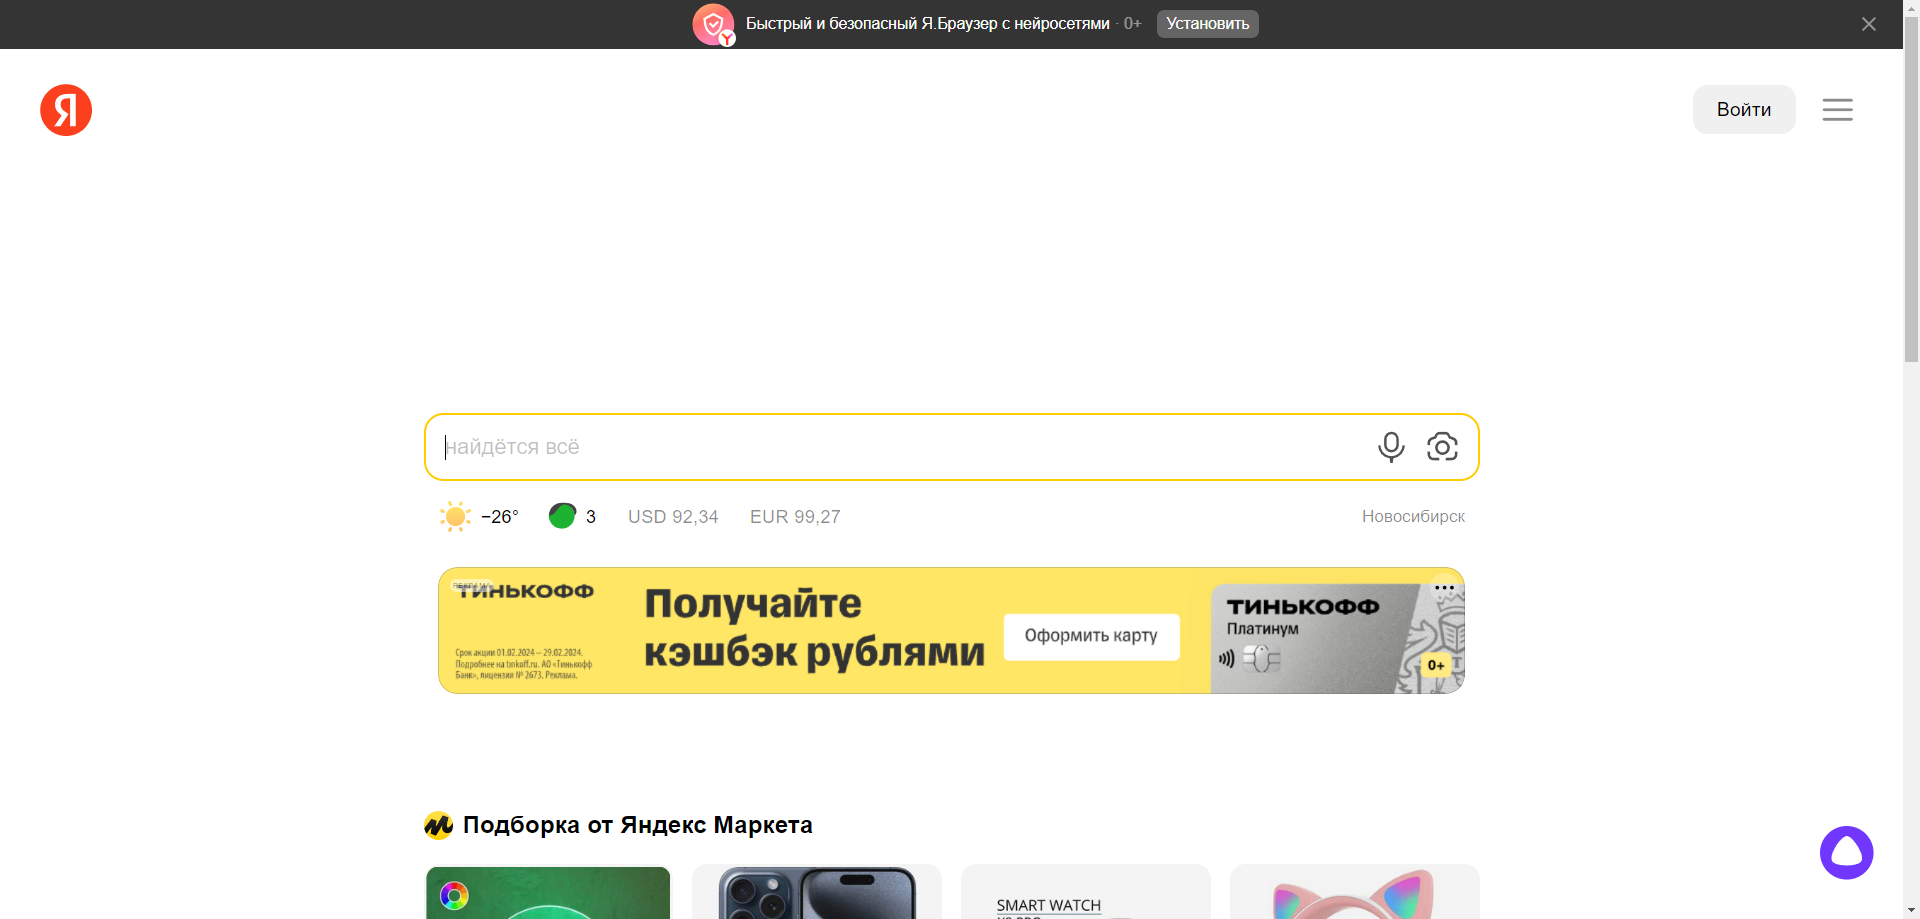 Быстрый и безопасный Я.Браузер с нейросетями · 0+
Установить
Я
Войти
найдётся всё
−26°
3
USD 92,34
EUR 99,27
Новосибирск
РЕКЛАМА
ТИНЬКОФФ
Срок акции 01.02.2024 – 29.02.2024.
Подробнее на tinkoff.ru. АО «Тинькофф
Банк», лицензия № 2673. Реклама.
Получайте
кэшбэк рублями
Оформить карту
ТИНЬКОФФ
Платинум
0+
Подборка от Яндекс Маркета
SMART WATCH